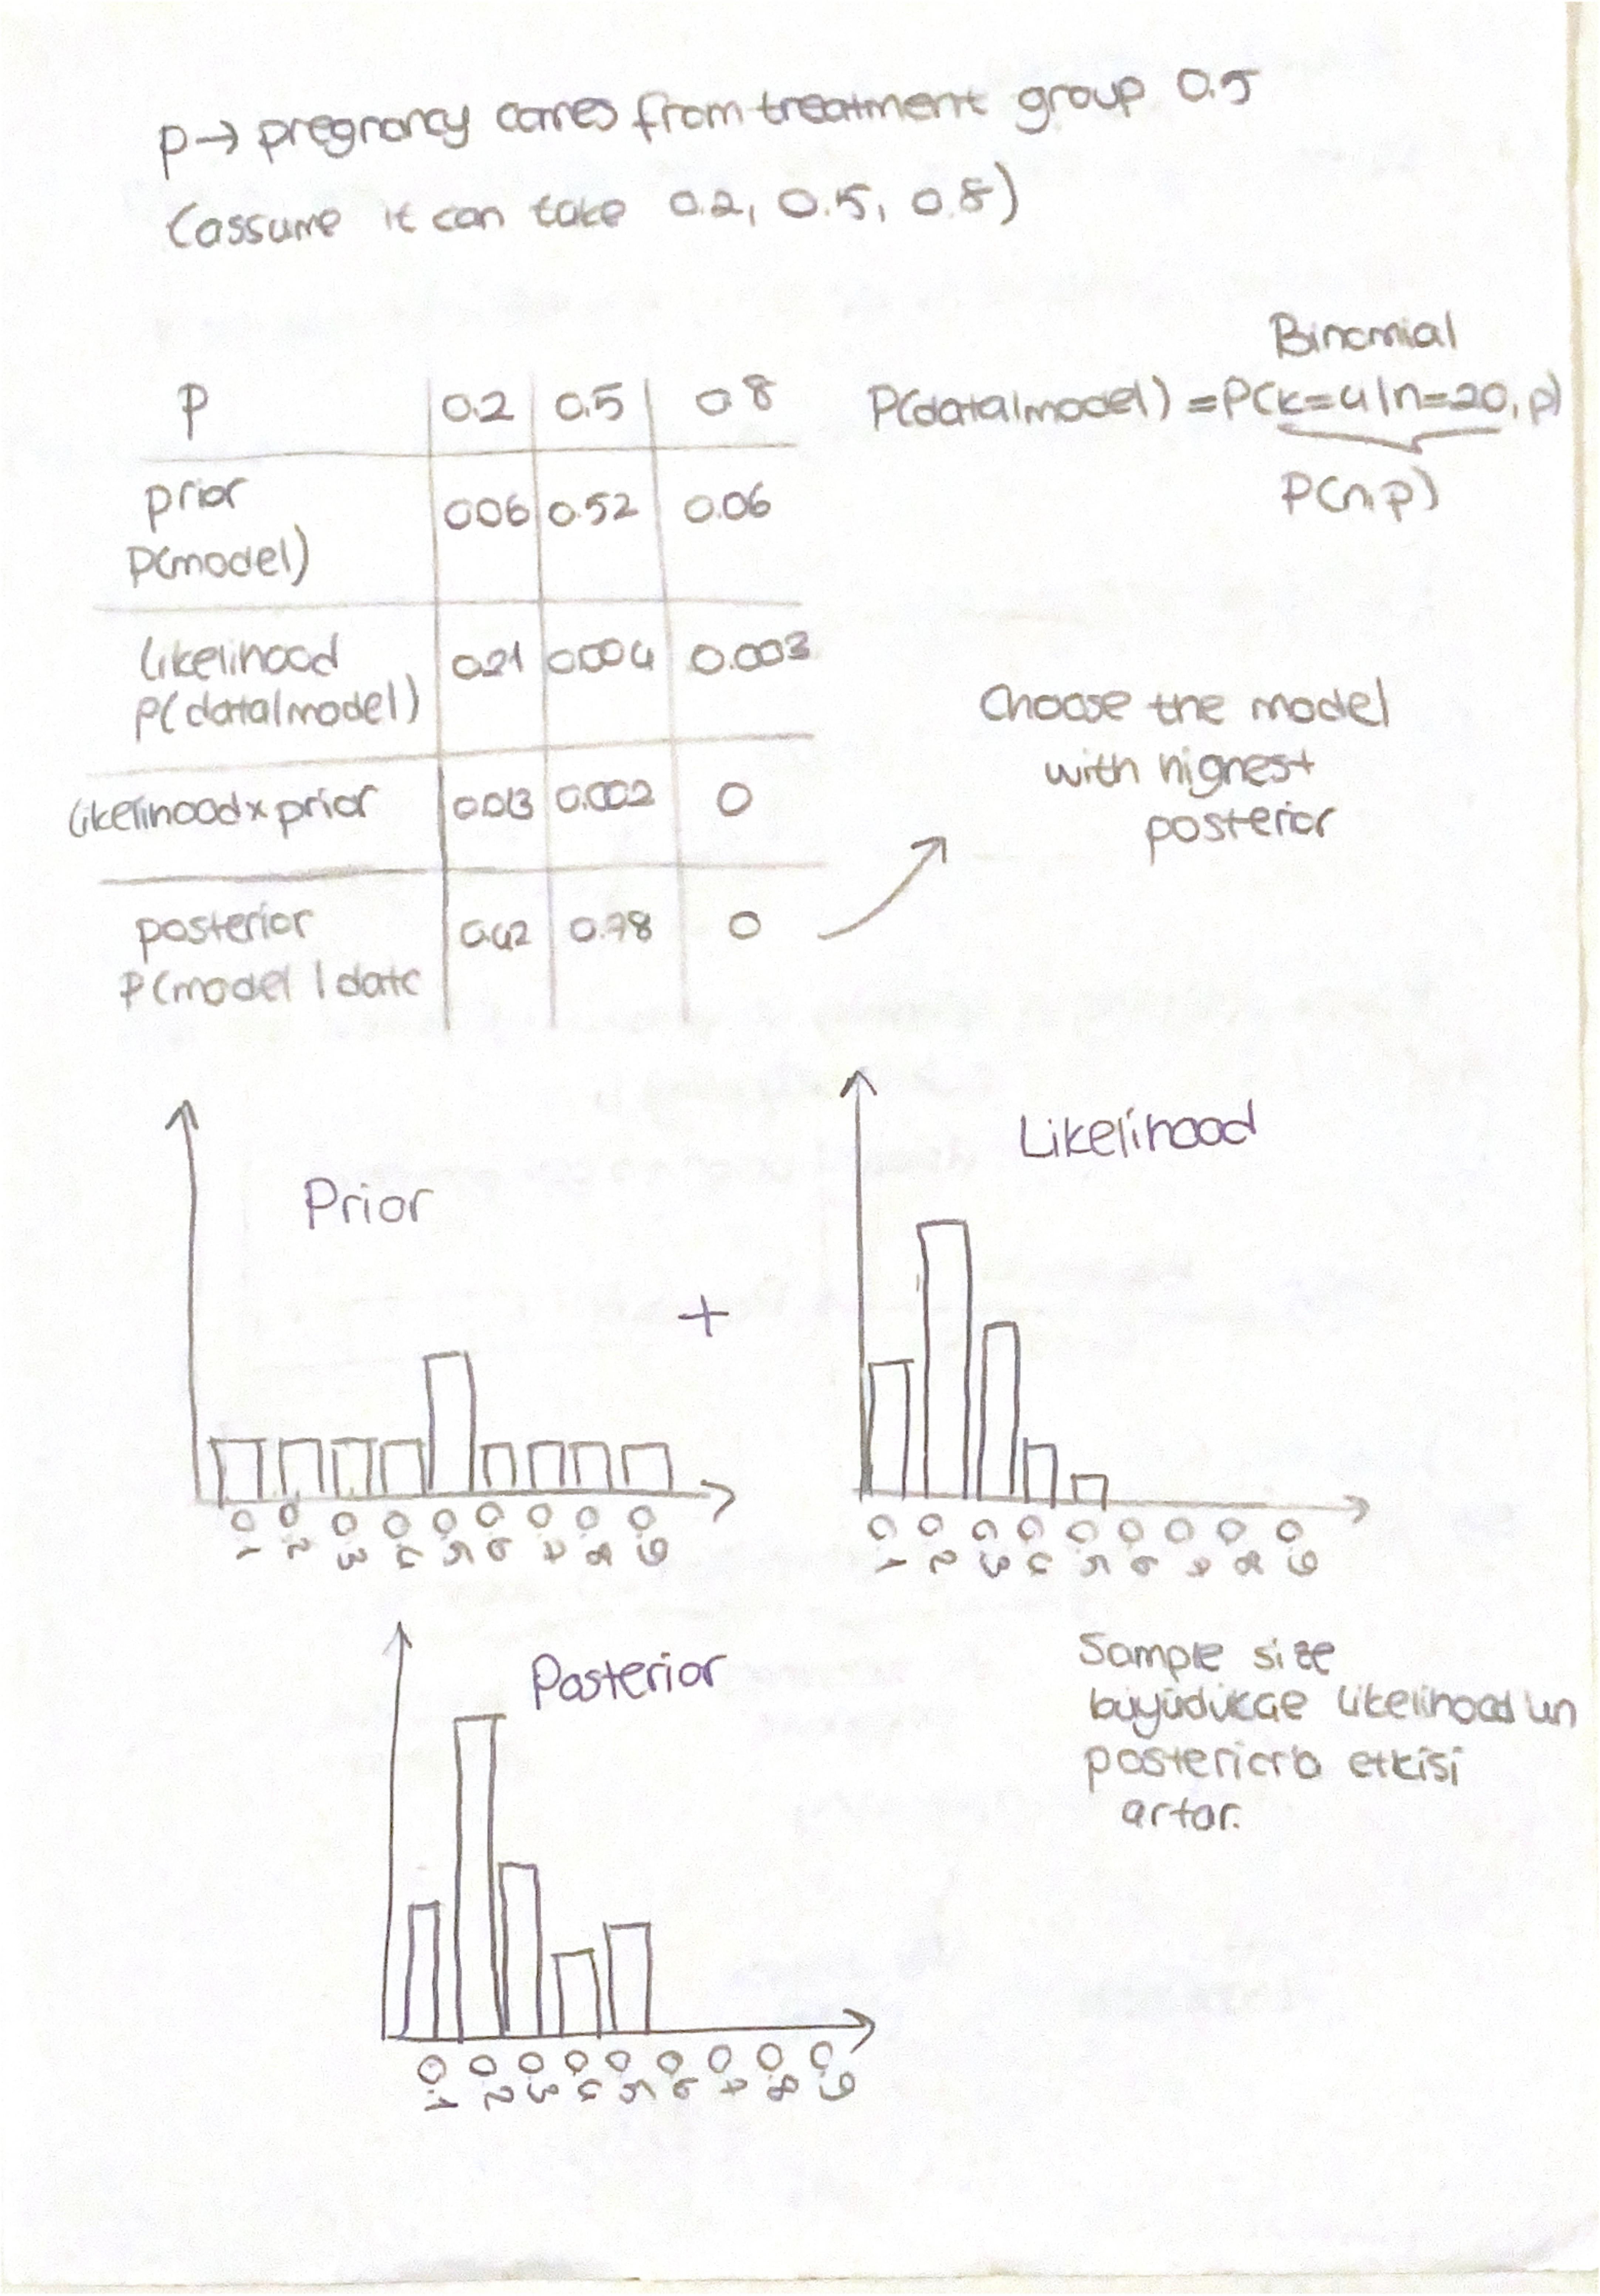 p → pregnancy comes from treatment group 0.5
(assume it can take 0.2, 0.5, 0.8)
Binomial
p 0.2 0.5 0.8 P(data|model) = P(k=4|n=20, p)
P(n,p)
prior 0.06 0.52 0.06
P(model)
likelihood 0.21 0.004 0.003
P(data|model)
Choose the model
with highest
posterior
likelihood x prior 0.013 0.002 0
posterior 0.42 0.78 0
P(model | data
Prior
+
Likelihood
0.1 0.2 0.3 0.4 0.5 0.6 0.7 0.8 0.9
0.1 0.2 0.3 0.4 0.5 0.6 0.7 0.8 0.9
Posterior
Sample size
büyüdükçe likelihoodun
posteriora etkisi
artar.
0.1 0.2 0.3 0.4 0.5 0.6 0.7 0.8 0.9